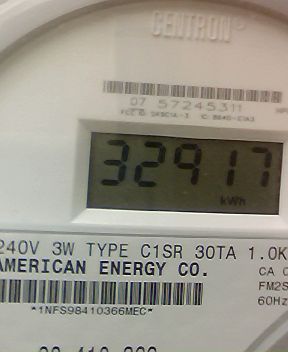 CENTRON®
07 57245311
32917
kWh
240V 3W TYPE C1SR 30TA 1.0K
AMERICAN ENERGY CO.
CA 0
FM2S
60Hz
*1NFS98410366MEC*